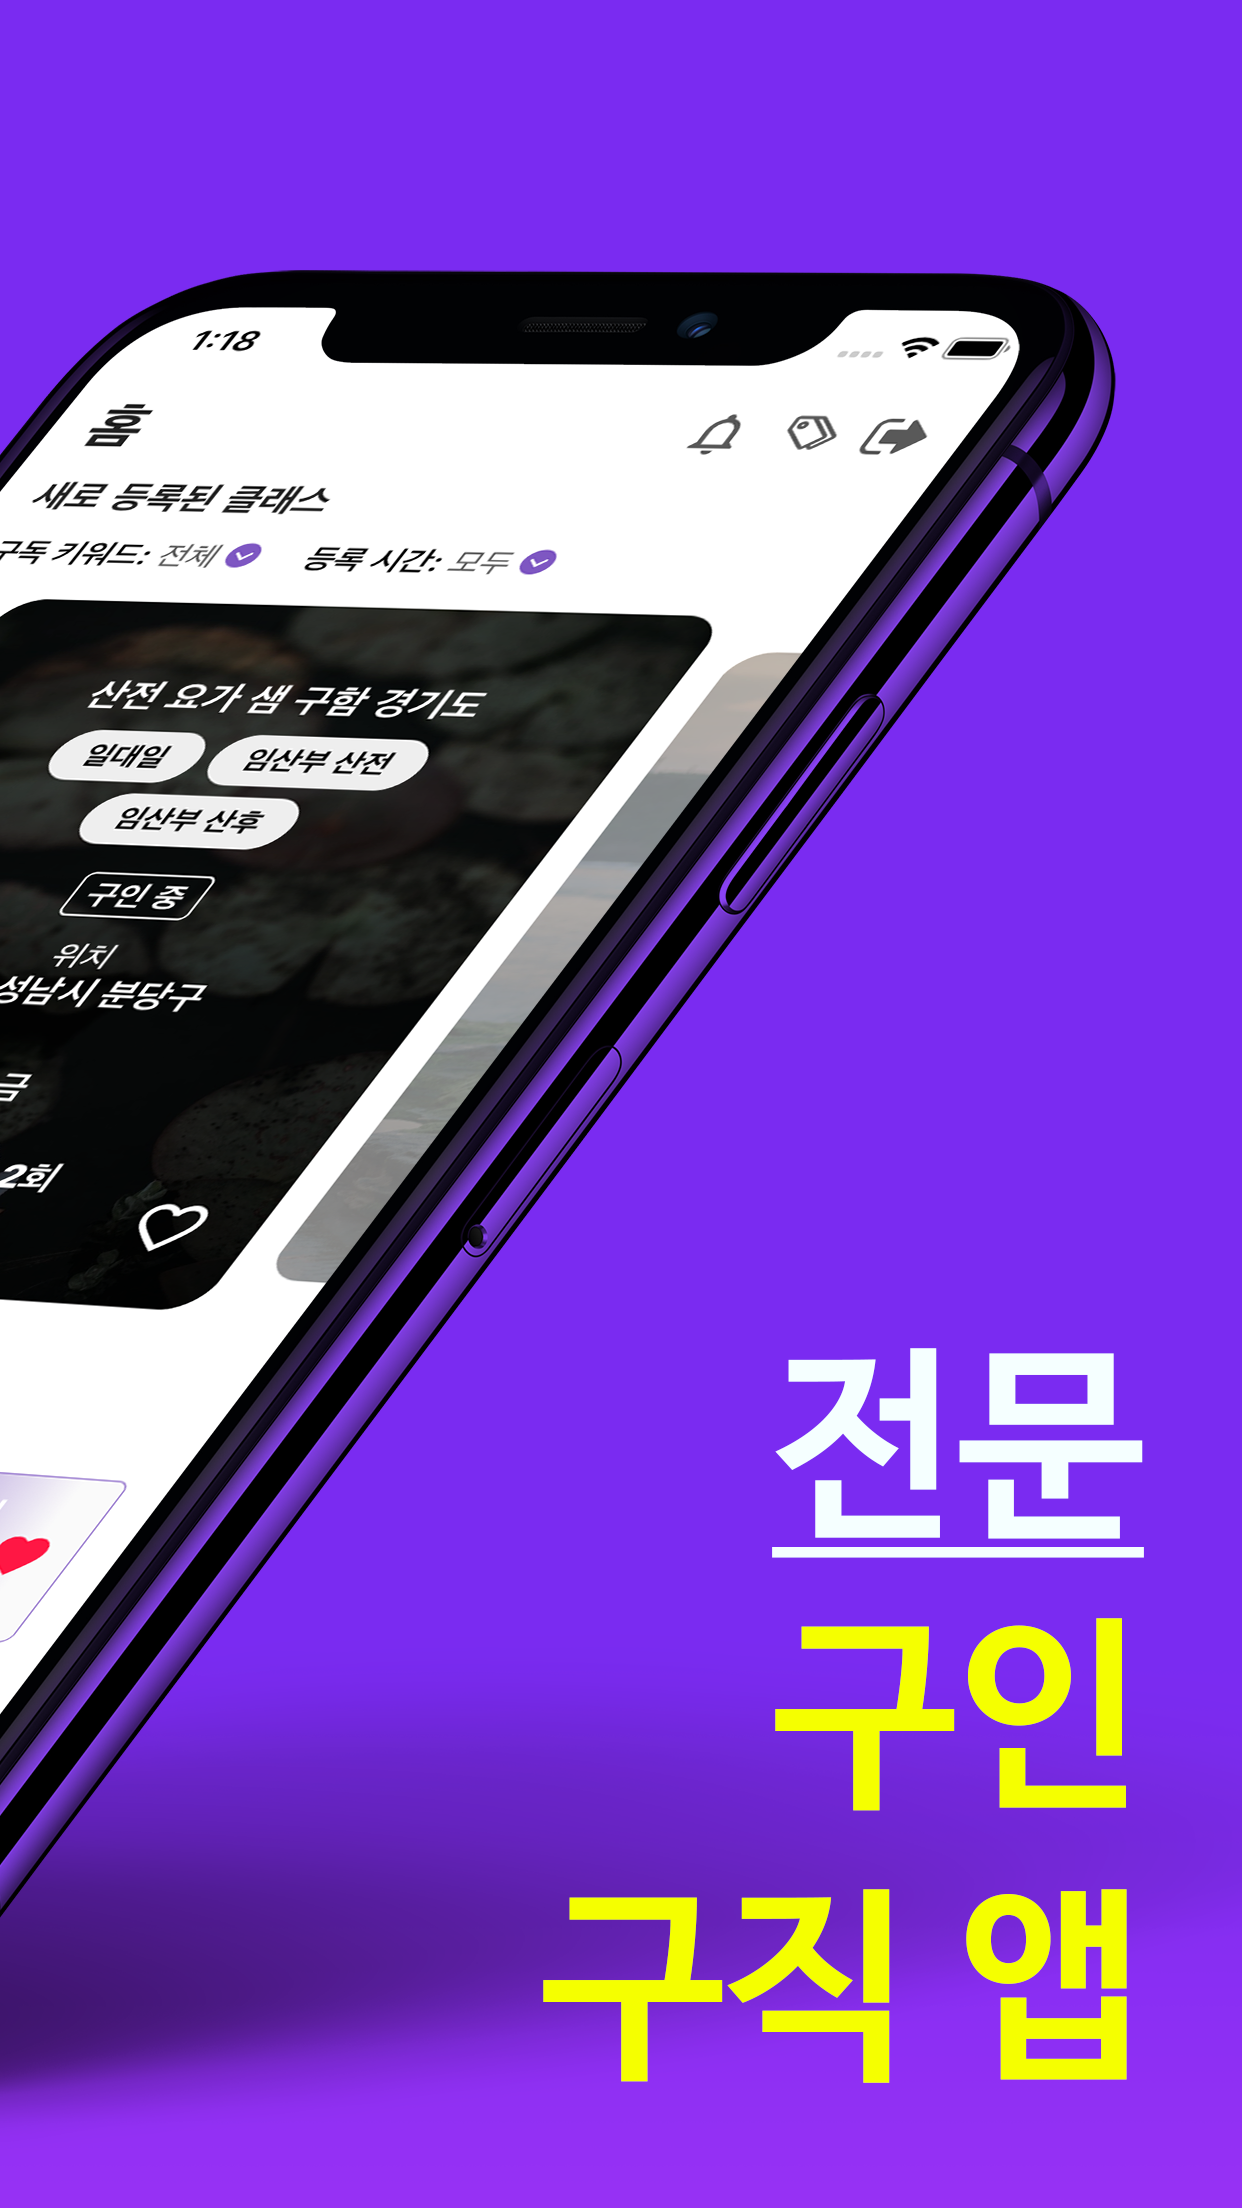 1:18
홈
새로 등록된 클래스
구독 키워드: 전체 등록 시간: 모두
산전 요가 샘 구함 경기도
일대일 임산부 산전
임산부 산후
구인 중
위치
성남시 분당구
금
2회
전문
구인
구직 앱